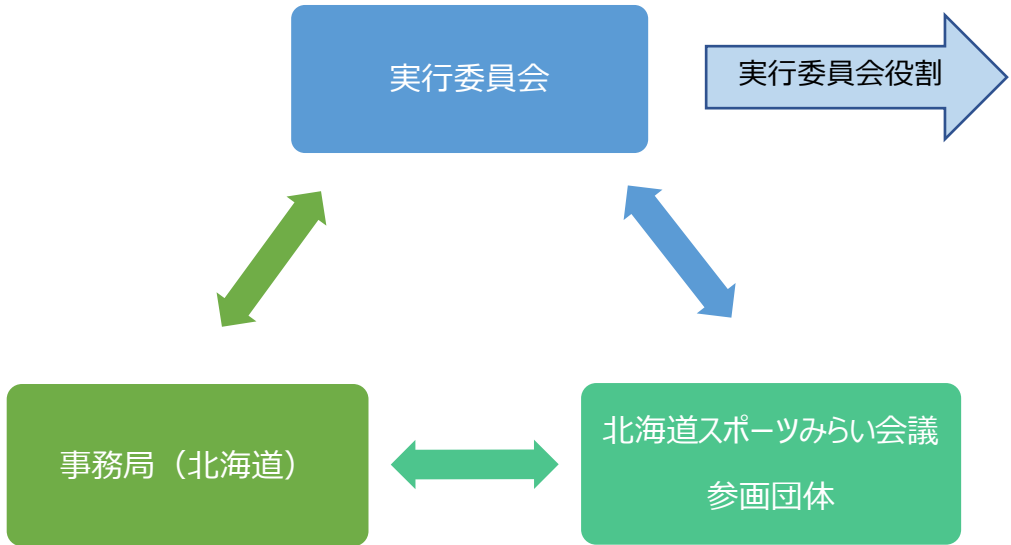 実行委員会
実行委員会役割
事務局（北海道）
北海道スポーツみらい会議
参画団体